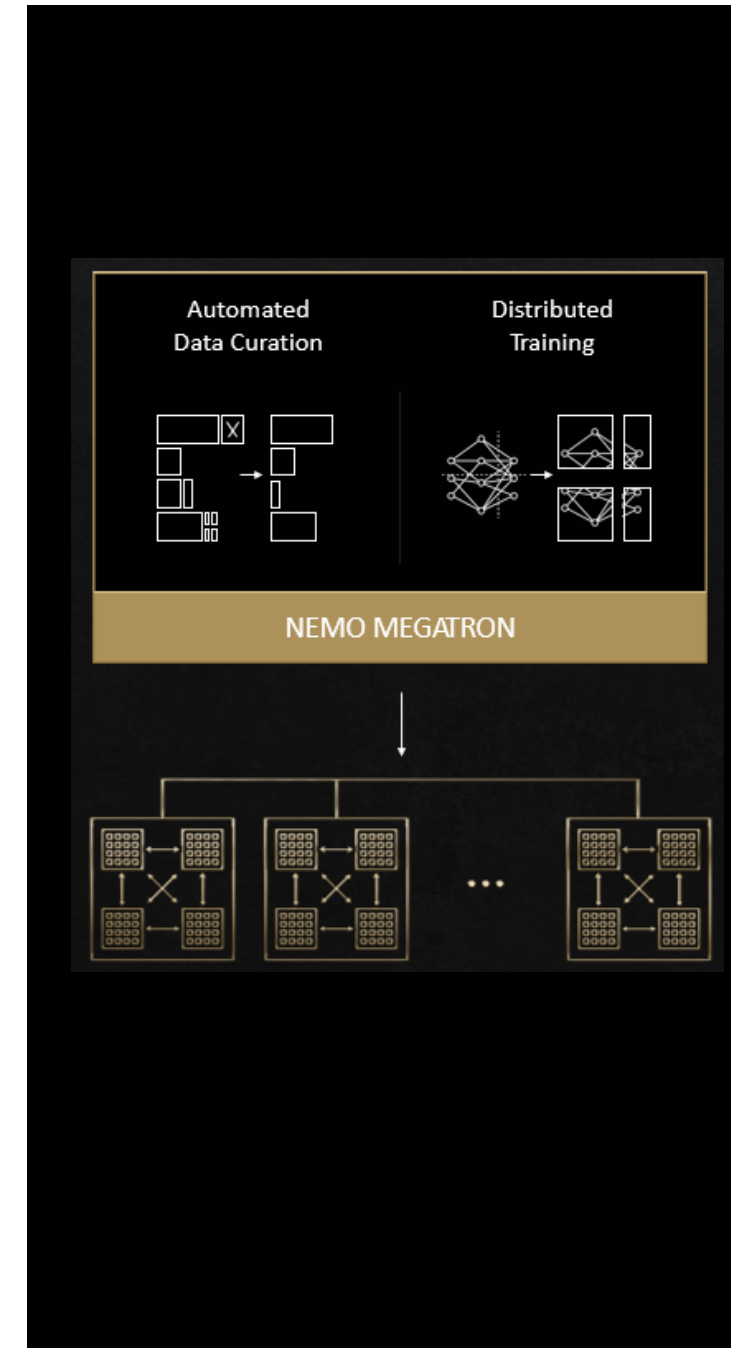 Automated
Data Curation
Distributed
Training
X
NEMO MEGATRON
...